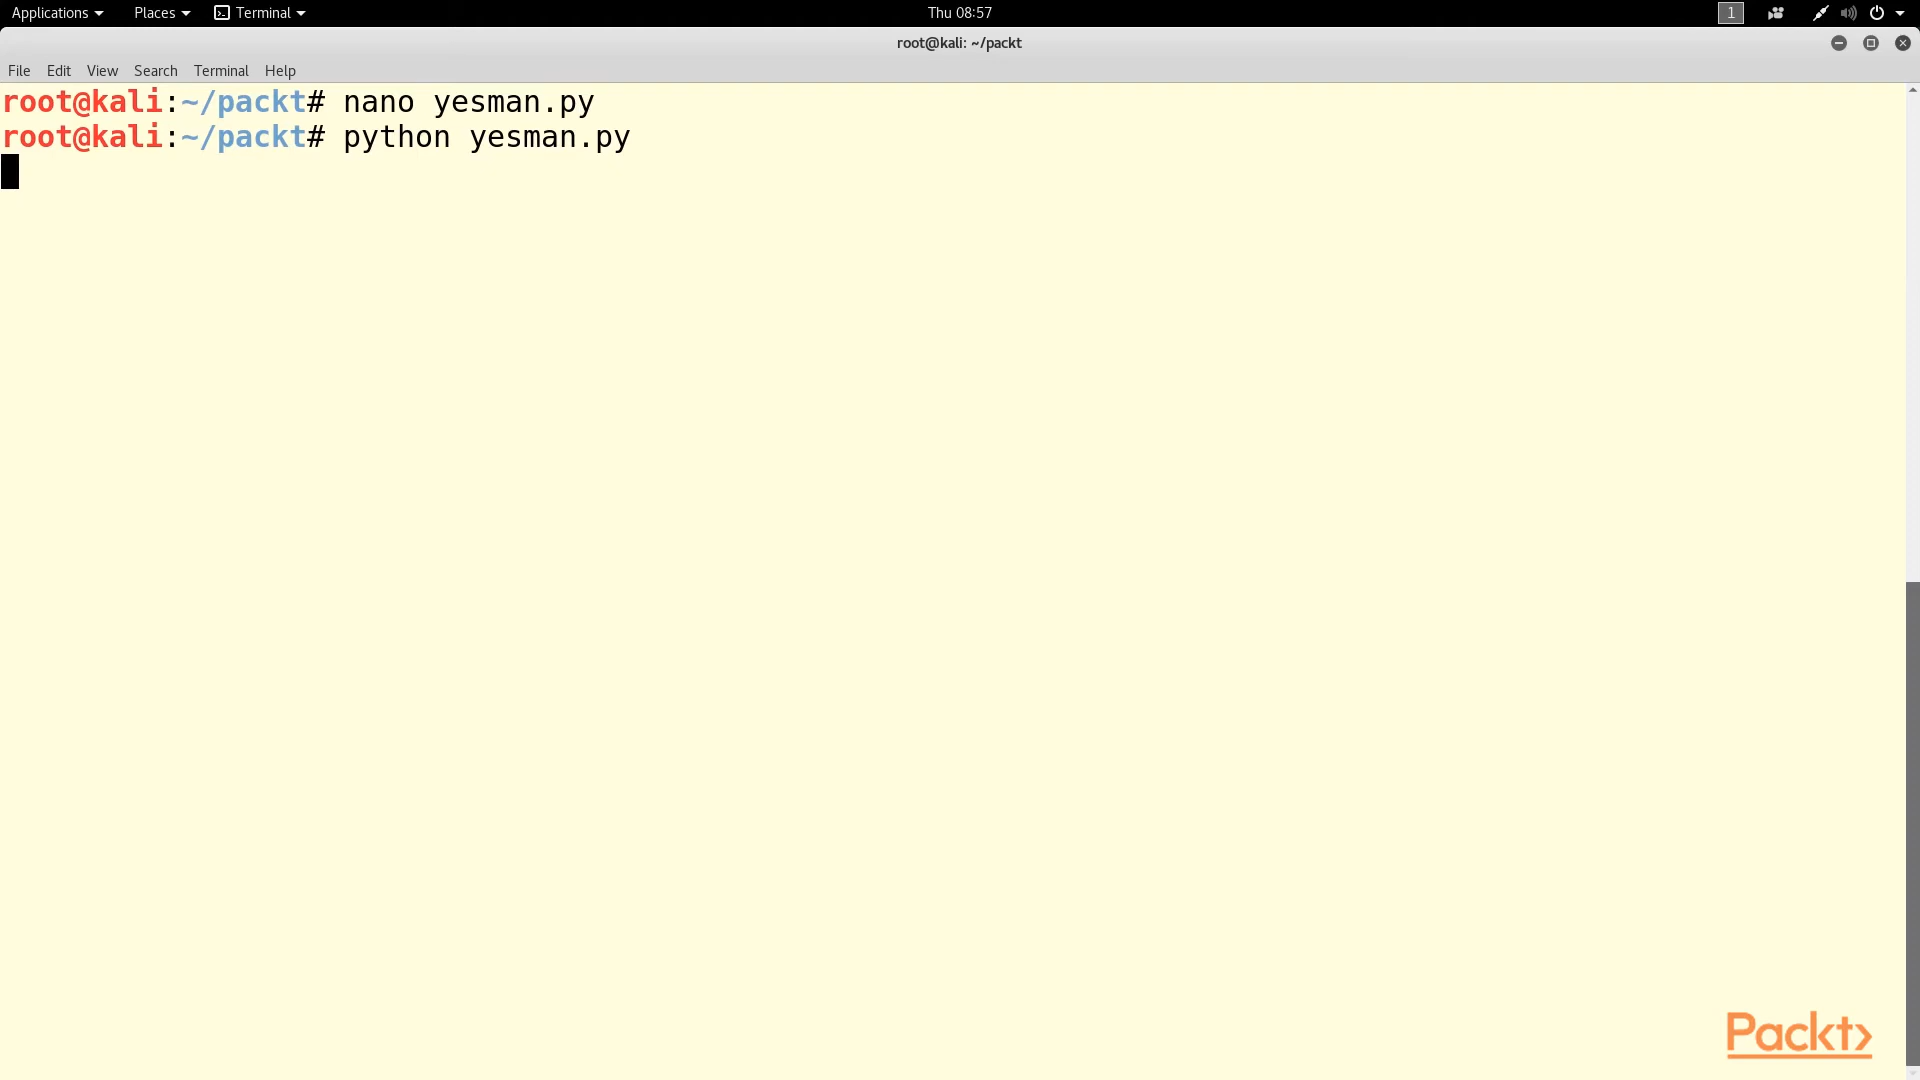 Applications Places Terminal Thu 08:57 1
root@kali: ~/packt
File Edit View Search Terminal Help
root@kali:~/packt# nano yesman.py
root@kali:~/packt# python yesman.py
Packt>